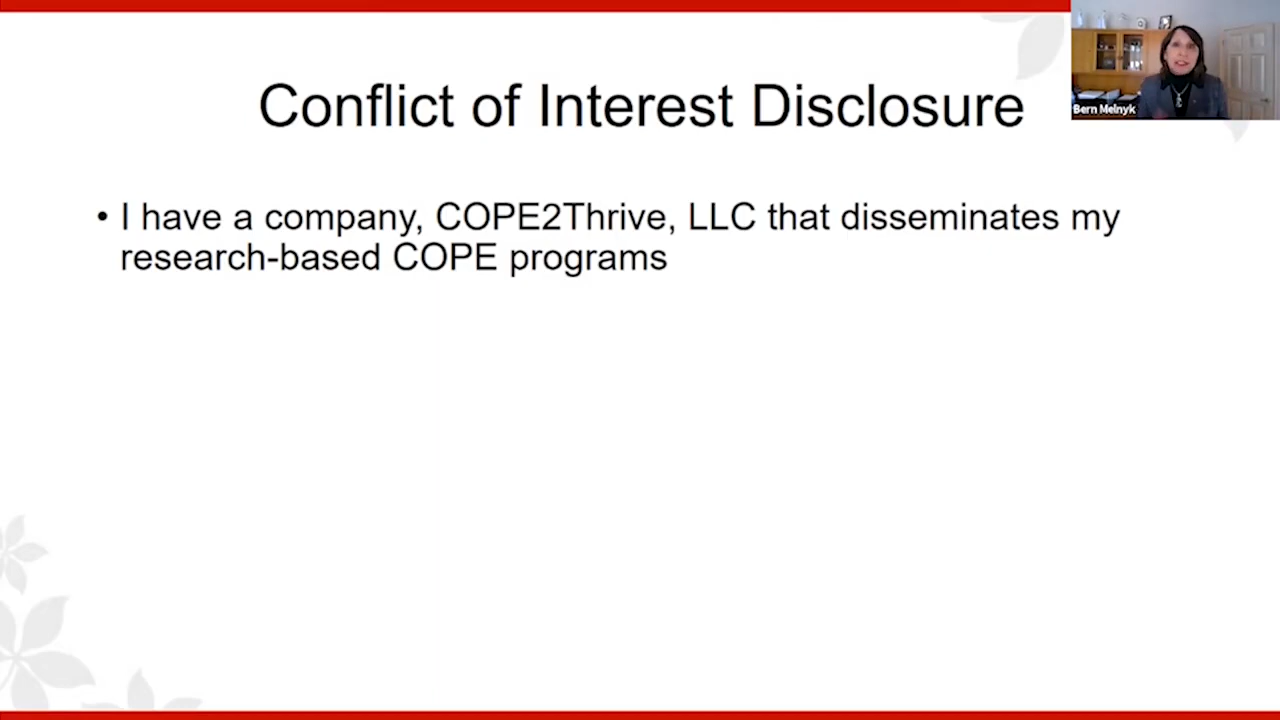 Conflict of Interest Disclosure
• I have a company, COPE2Thrive, LLC that disseminates my
research-based COPE programs
Bern Melnyk